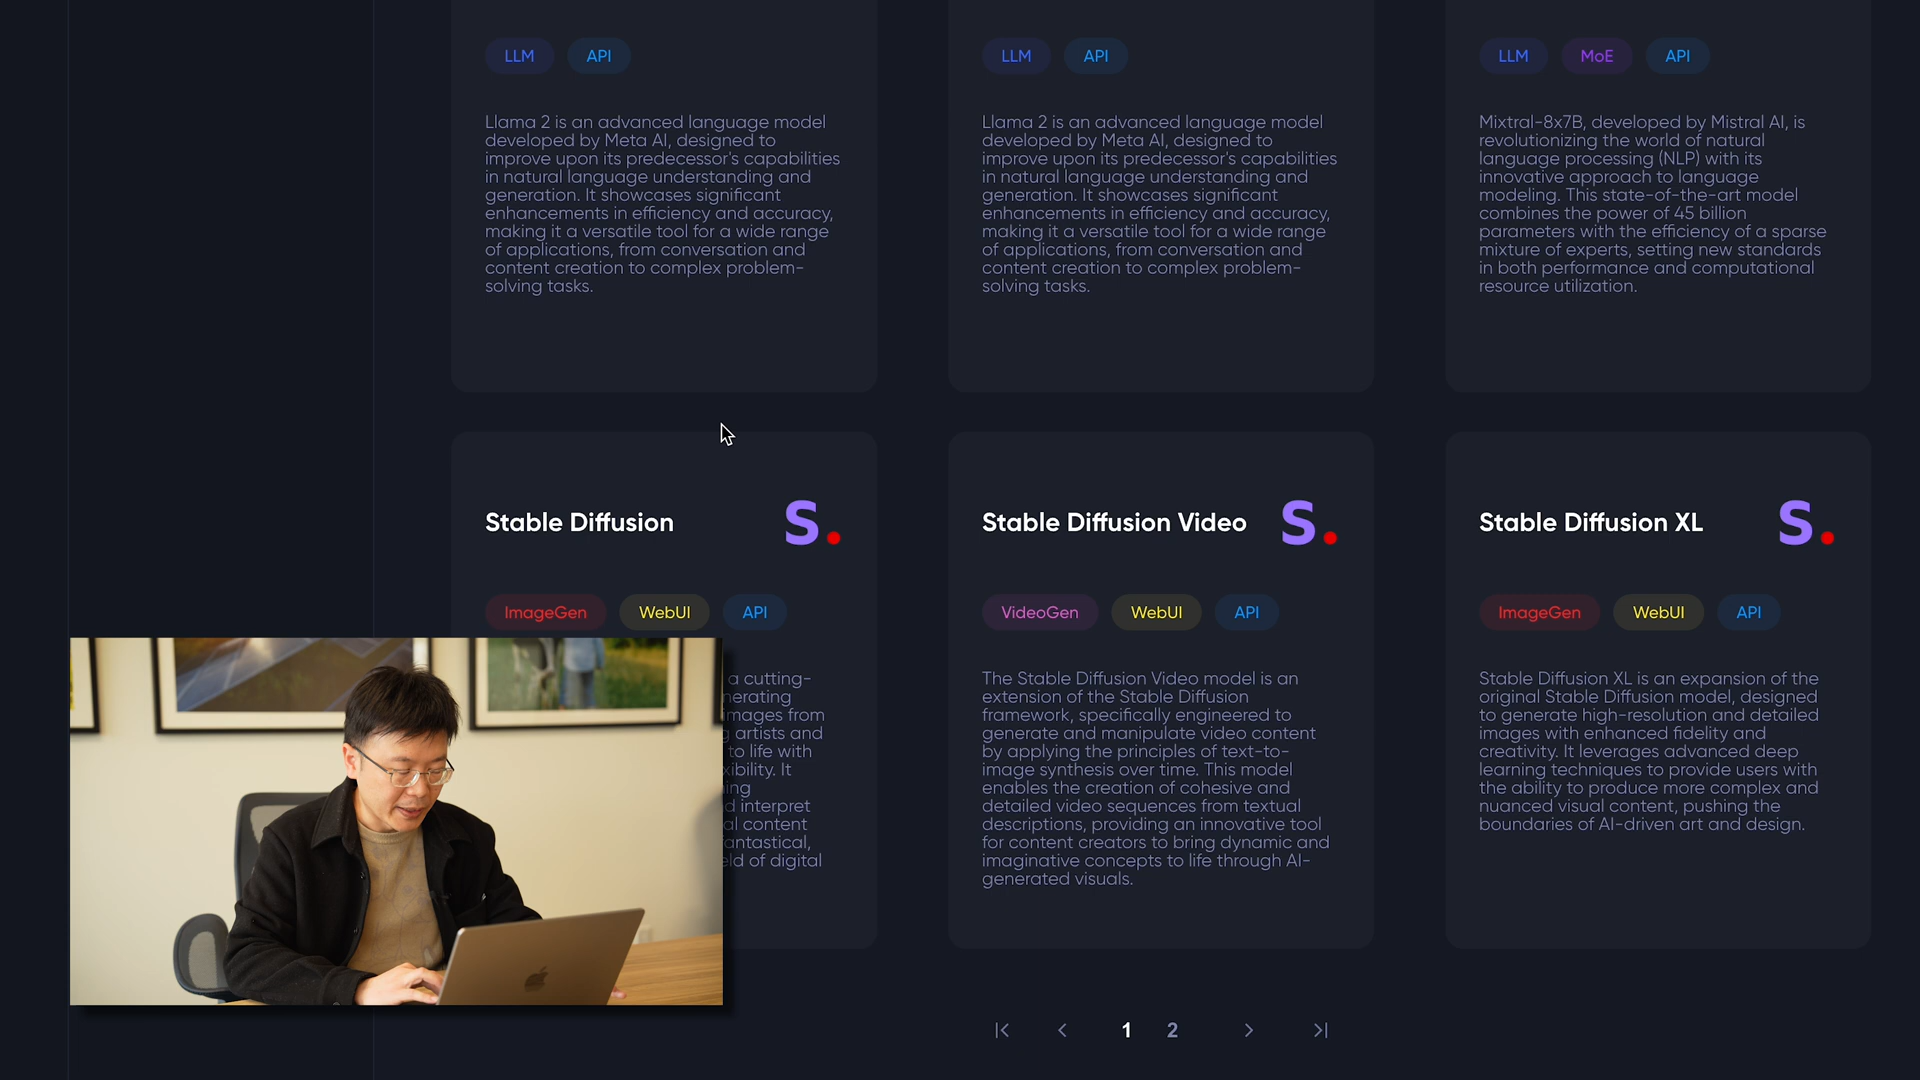 LLM API
Llama 2 is an advanced language model
developed by Meta AI, designed to
improve upon its predecessor's capabilities
in natural language understanding and
generation. It showcases significant
enhancements in efficiency and accuracy,
making it a versatile tool for a wide range
of applications, from conversation and
content creation to complex problem-
solving tasks.
LLM API
Llama 2 is an advanced language model
developed by Meta AI, designed to
improve upon its predecessor's capabilities
in natural language understanding and
generation. It showcases significant
enhancements in efficiency and accuracy,
making it a versatile tool for a wide range
of applications, from conversation and
content creation to complex problem-
solving tasks.
LLM MoE API
Mixtral-8x7B, developed by Mistral AI, is
revolutionizing the world of natural
language processing (NLP) with its
innovative approach to language
modeling. This state-of-the-art model
combines the power of 45 billion
parameters with the efficiency of a sparse
mixture of experts, setting new standards
in both performance and computational
resource utilization.
Stable Diffusion S.
ImageGen WebUI API
a cutting-
nerating
images from
artists and
to life with
xibility. It
ing
d interpret
al content
antastical,
eld of digital
Stable Diffusion Video S.
VideoGen WebUI API
The Stable Diffusion Video model is an
extension of the Stable Diffusion
framework, specifically engineered to
generate and manipulate video content
by applying the principles of text-to-
image synthesis over time. This model
enables the creation of cohesive and
detailed video sequences from textual
descriptions, providing an innovative tool
for content creators to bring dynamic and
imaginative concepts to life through AI-
generated visuals.
Stable Diffusion XL S.
ImageGen WebUI API
Stable Diffusion XL is an expansion of the
original Stable Diffusion model, designed
to generate high-resolution and detailed
images with enhanced fidelity and
creativity. It leverages advanced deep
learning techniques to provide users with
the ability to produce more complex and
nuanced visual content, pushing the
boundaries of AI-driven art and design.
1 2